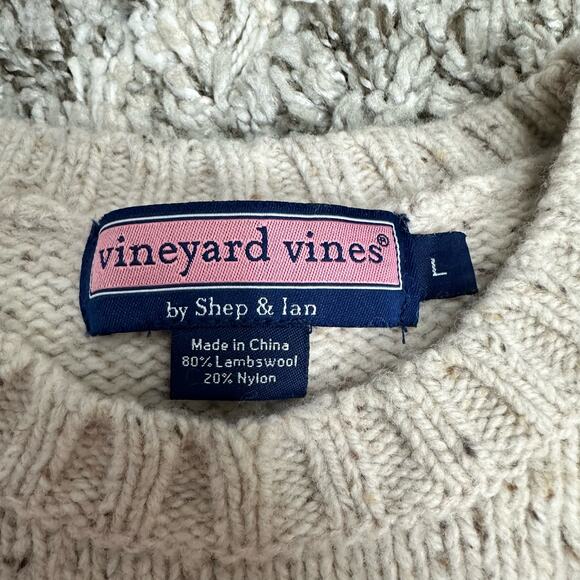 vineyard vines®
by Shep & Ian
L
Made in China
80% Lambswool
20% Nylon